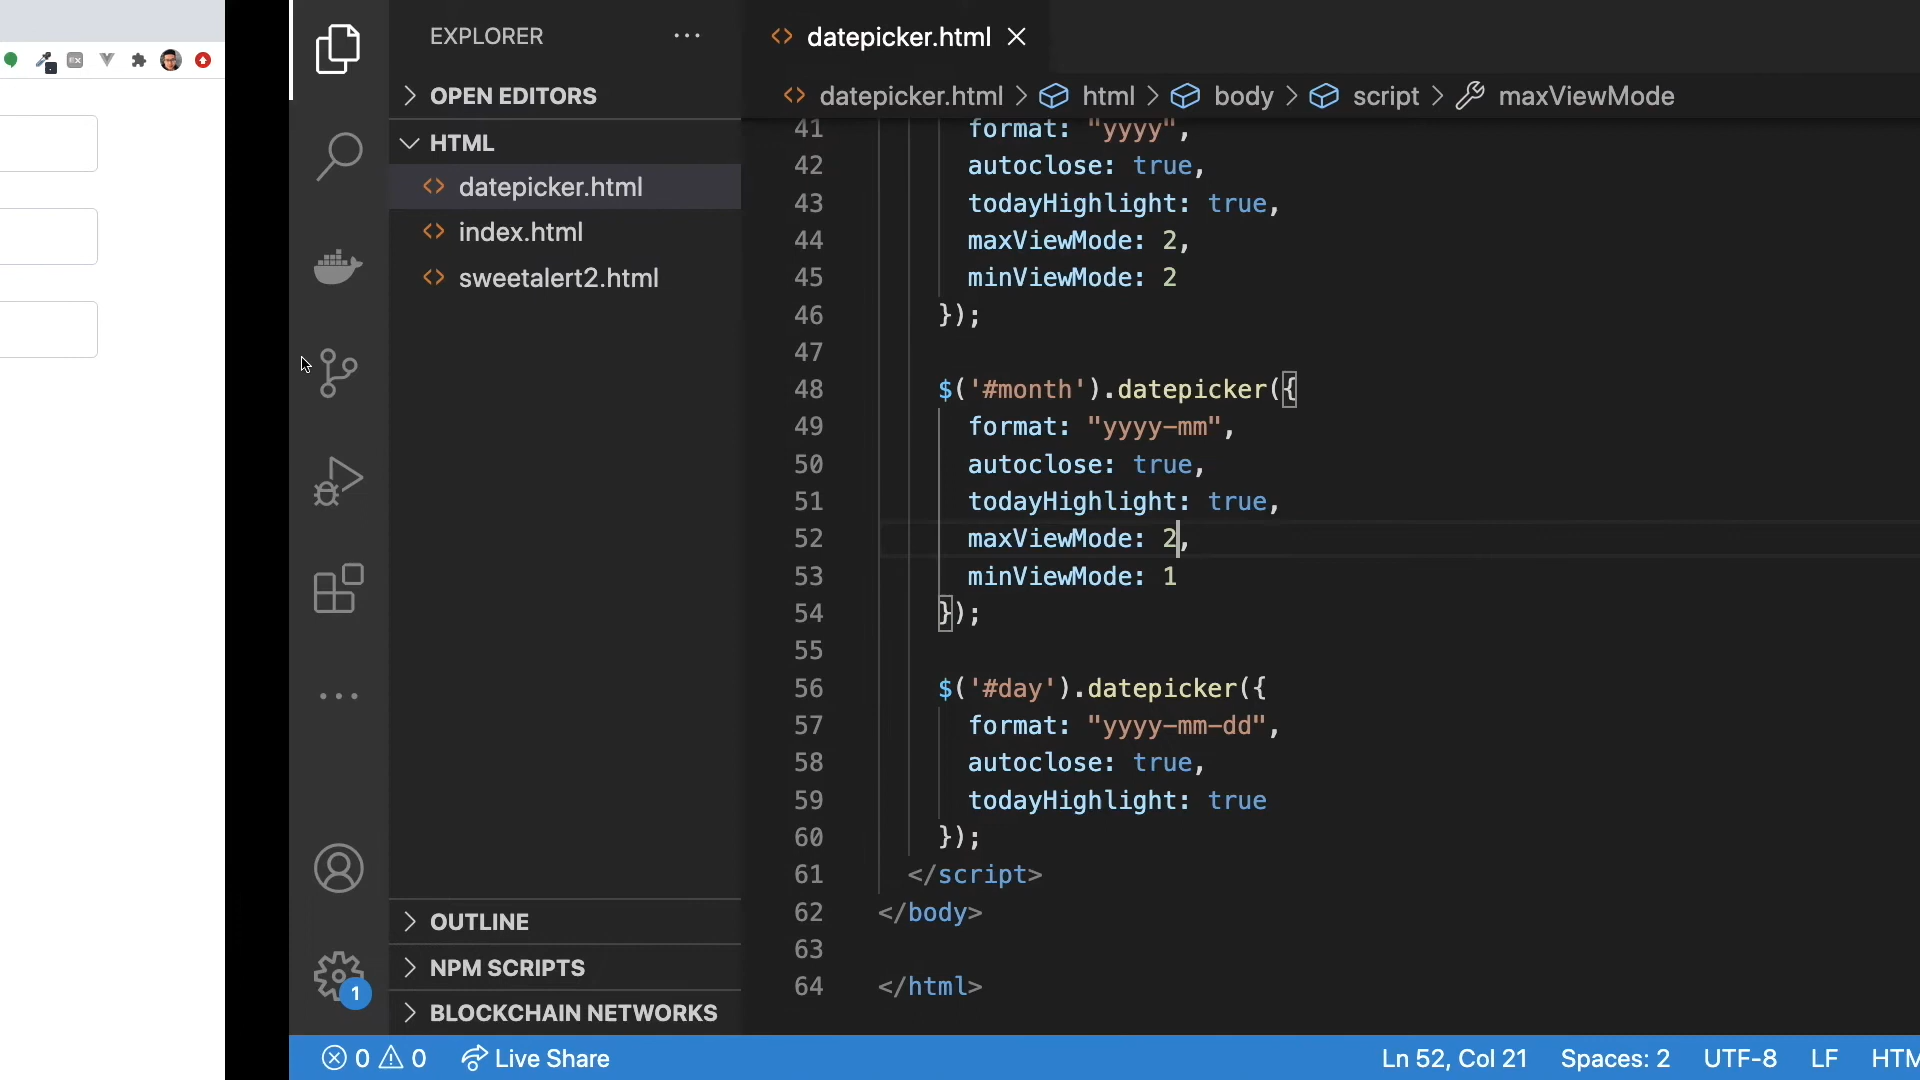 EXPLORER
OPEN EDITORS
HTML
datepicker.html
index.html
sweetalert2.html
OUTLINE
NPM SCRIPTS
BLOCKCHAIN NETWORKS
1
datepicker.html
datepicker.html > html > body > script > maxViewMode
41 format: "yyyy",
42 autoclose: true,
43 todayHighlight: true,
44 maxViewMode: 2,
45 minViewMode: 2
46 });
47
48 $('#month').datepicker({
49 format: "yyyy-mm",
50 autoclose: true,
51 todayHighlight: true,
52 maxViewMode: 2,
53 minViewMode: 1
54 });
55
56 $('#day').datepicker({
57 format: "yyyy-mm-dd",
58 autoclose: true,
59 todayHighlight: true
60 });
61 </script>
62 </body>
63
64 </html>
0 0 Live Share Ln 52, Col 21 Spaces: 2 UTF-8 LF HTM